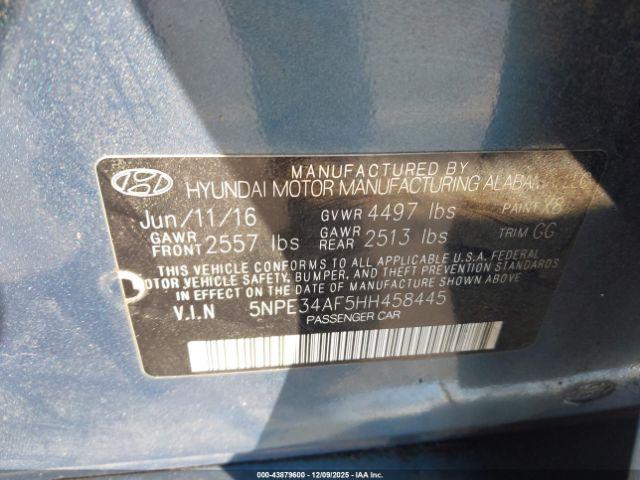 MANUFACTURED BY
HYUNDAI MOTOR MANUFACTURING ALABAMA, LLC
Jun/11/16 GVWR 4497 lbs PAINT
GAWR FRONT 2557 lbs GAWR REAR 2513 lbs TRIM GG
THIS VEHICLE CONFORMS TO ALL APPLICABLE U.S.A. FEDERAL
MOTOR VEHICLE SAFETY, BUMPER, AND THEFT PREVENTION STANDARDS
IN EFFECT ON THE DATE OF MANUFACTURE SHOWN ABOVE
V.I.N 5NPE34AF5HH458445
PASSENGER CAR
000-43879600 - 12/09/2025 - IAA Inc.